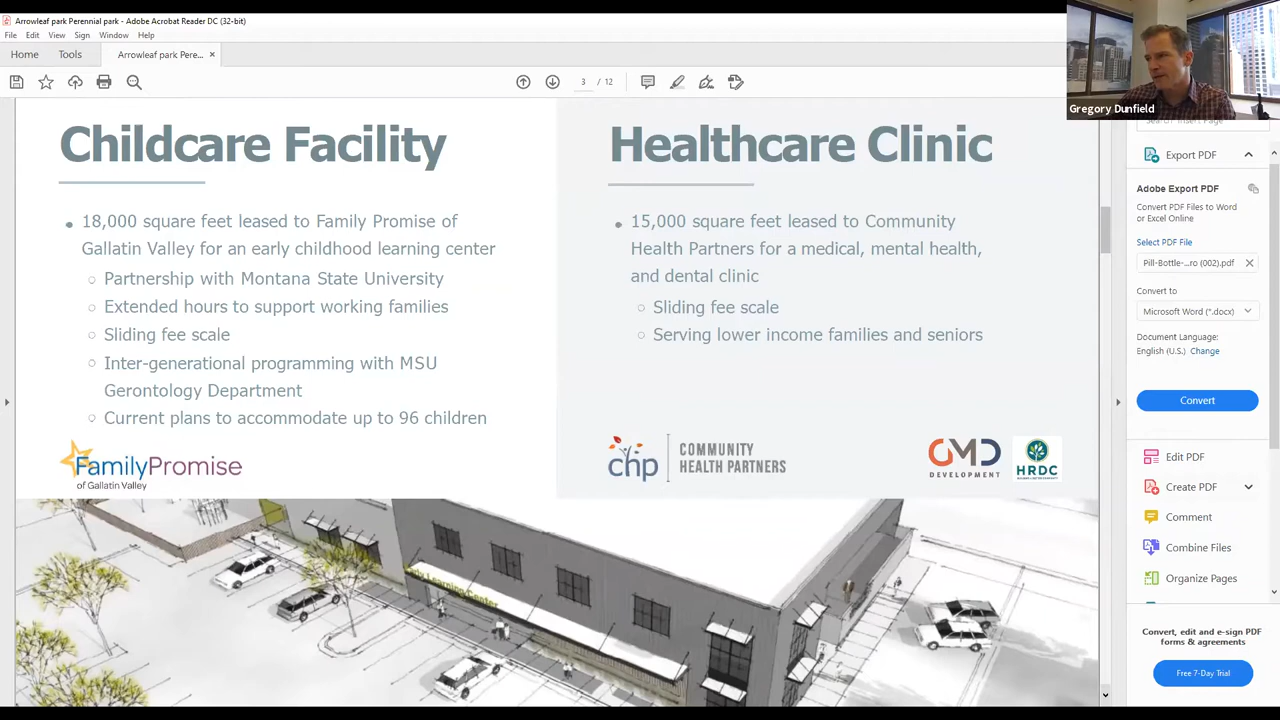 Arrowleaf park Perennial park - Adobe Acrobat Reader DC (32-bit)
File Edit View Sign Window Help
Home Tools Arrowleaf park Pere... ×
3 / 12
Gregory Dunfield
Childcare Facility
• 18,000 square feet leased to Family Promise of
Gallatin Valley for an early childhood learning center
○ Partnership with Montana State University
○ Extended hours to support working families
○ Sliding fee scale
○ Inter-generational programming with MSU
Gerontology Department
○ Current plans to accommodate up to 96 children
FamilyPromise
of Gallatin Valley
Healthcare Clinic
• 15,000 square feet leased to Community
Health Partners for a medical, mental health,
and dental clinic
○ Sliding fee scale
○ Serving lower income families and seniors
chp
COMMUNITY
HEALTH PARTNERS
GMD
DEVELOPMENT
HRDC
Learning Center
Search 'Insert Page'
Export PDF
Adobe Export PDF
Convert PDF Files to Word
or Excel Online
Select PDF File
Pill-Bottle-...ro (002).pdf
Convert to
Microsoft Word (*.docx)
Document Language:
English (U.S.) Change
Convert
Edit PDF
Create PDF
Comment
Combine Files
Organize Pages
Convert, edit and e-sign PDF
forms & agreements
Free 7-Day Trial